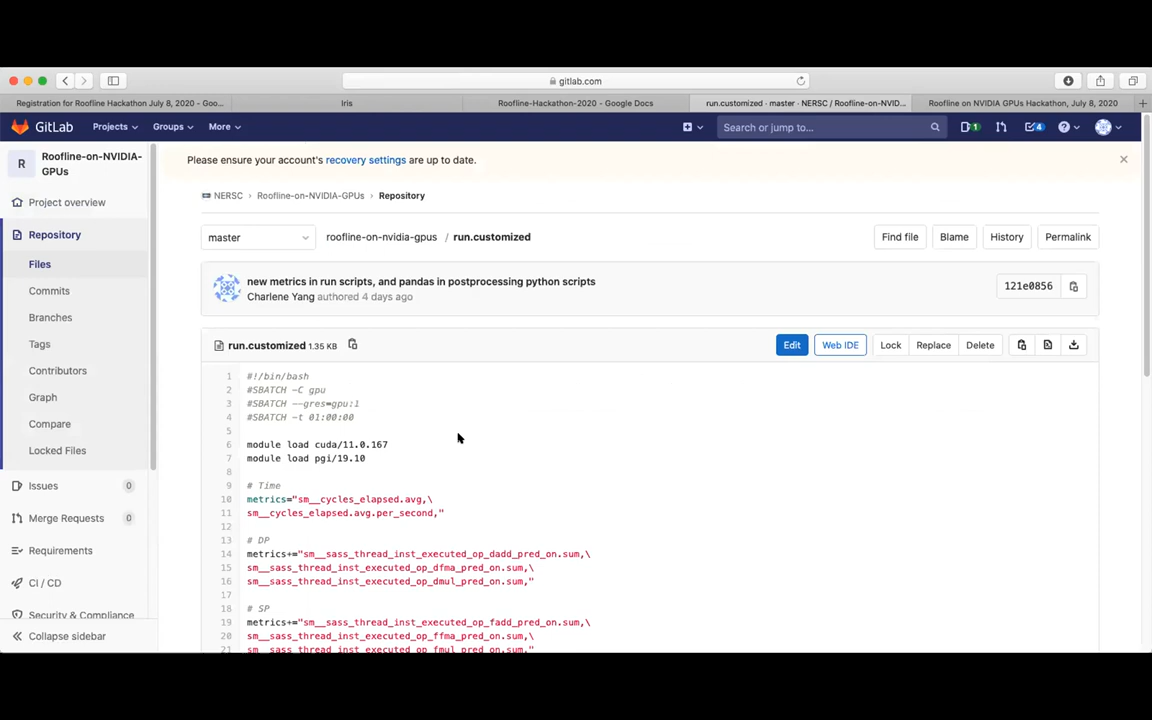 gitlab.com
Registration for Roofline Hackathon July 8, 2020 - Goo...
Iris
Roofline-Hackathon-2020 - Google Docs
run.customized · master · NERSC / Roofline-on-NVID...
Roofline on NVIDIA GPUs Hackathon, July 8, 2020
GitLab
Projects
Groups
More
Search or jump to...
1
4
R
Roofline-on-NVIDIA-
GPUs
Project overview
Repository
Files
Commits
Branches
Tags
Contributors
Graph
Compare
Locked Files
Issues 0
Merge Requests 0
Requirements
CI / CD
Security & Compliance
Collapse sidebar
Please ensure your account's recovery settings are up to date.
NERSC > Roofline-on-NVIDIA-GPUs > Repository
master
roofline-on-nvidia-gpus / run.customized
Find file
Blame
History
Permalink
new metrics in run scripts, and pandas in postprocessing python scripts
Charlene Yang authored 4 days ago
121e0856
run.customized 1.35 KB
Edit
Web IDE
Lock
Replace
Delete
1 #!/bin/bash
2 #SBATCH -C gpu
3 #SBATCH --gres=gpu:1
4 #SBATCH -t 01:00:00
5
6 module load cuda/11.0.167
7 module load pgi/19.10
8
9 # Time
10 metrics="sm__cycles_elapsed.avg,\
11 sm__cycles_elapsed.avg.per_second,"
12
13 # DP
14 metrics+="sm__sass_thread_inst_executed_op_dadd_pred_on.sum,\
15 sm__sass_thread_inst_executed_op_dfma_pred_on.sum,\
16 sm__sass_thread_inst_executed_op_dmul_pred_on.sum,"
17
18 # SP
19 metrics+="sm__sass_thread_inst_executed_op_fadd_pred_on.sum,\
20 sm__sass_thread_inst_executed_op_ffma_pred_on.sum,\
21 sm__sass_thread_inst_executed_op_fmul_pred_on.sum,"